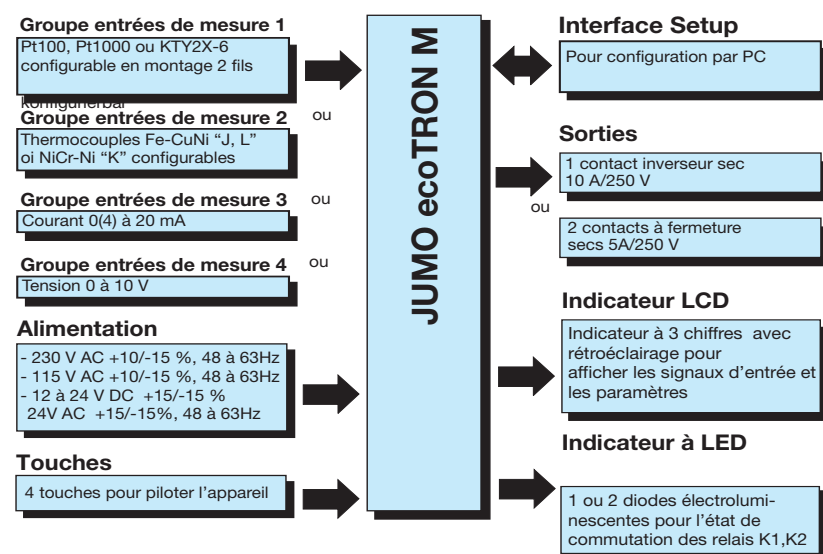 Groupe entrées de mesure 1
Pt100, Pt1000 ou KTY2X-6
configurable en montage 2 fils
konfigurierbar
ou
Groupe entrées de mesure 2
Thermocouples Fe-CuNi “J, L”
oi NiCr-Ni “K” configurables
ou
Groupe entrées de mesure 3
Courant 0(4) à 20 mA
ou
Groupe entrées de mesure 4
Tension 0 à 10 V
Alimentation
- 230 V AC +10/-15 %, 48 à 63Hz
- 115 V AC +10/-15 %, 48 à 63Hz
- 12 à 24 V DC +15/-15 %
24V AC +15/-15%, 48 à 63Hz
Touches
4 touches pour piloter l’appareil
JUMO ecoTRON M
Interface Setup
Pour configuration par PC
Sorties
1 contact inverseur sec
10 A/250 V
ou
2 contacts à fermeture
secs 5A/250 V
Indicateur LCD
Indicateur à 3 chiffres avec
rétroéclairage pour
afficher les signaux d’entrée et
les paramètres
Indicateur à LED
1 ou 2 diodes électrolumi-
nescentes pour l’état de
commutation des relais K1,K2